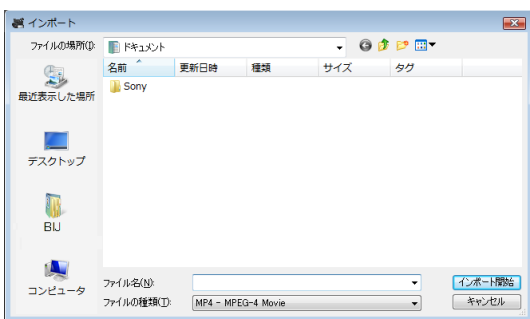 インポート
ファイルの場所(I):
ドキュメント
名前 更新日時 種類 サイズ タグ
Sony
最近表示した場所
デスクトップ
BIJ
コンピュータ
ファイル名(N):
インポート開始
ファイルの種類(T):
MP4 - MPEG-4 Movie
キャンセル